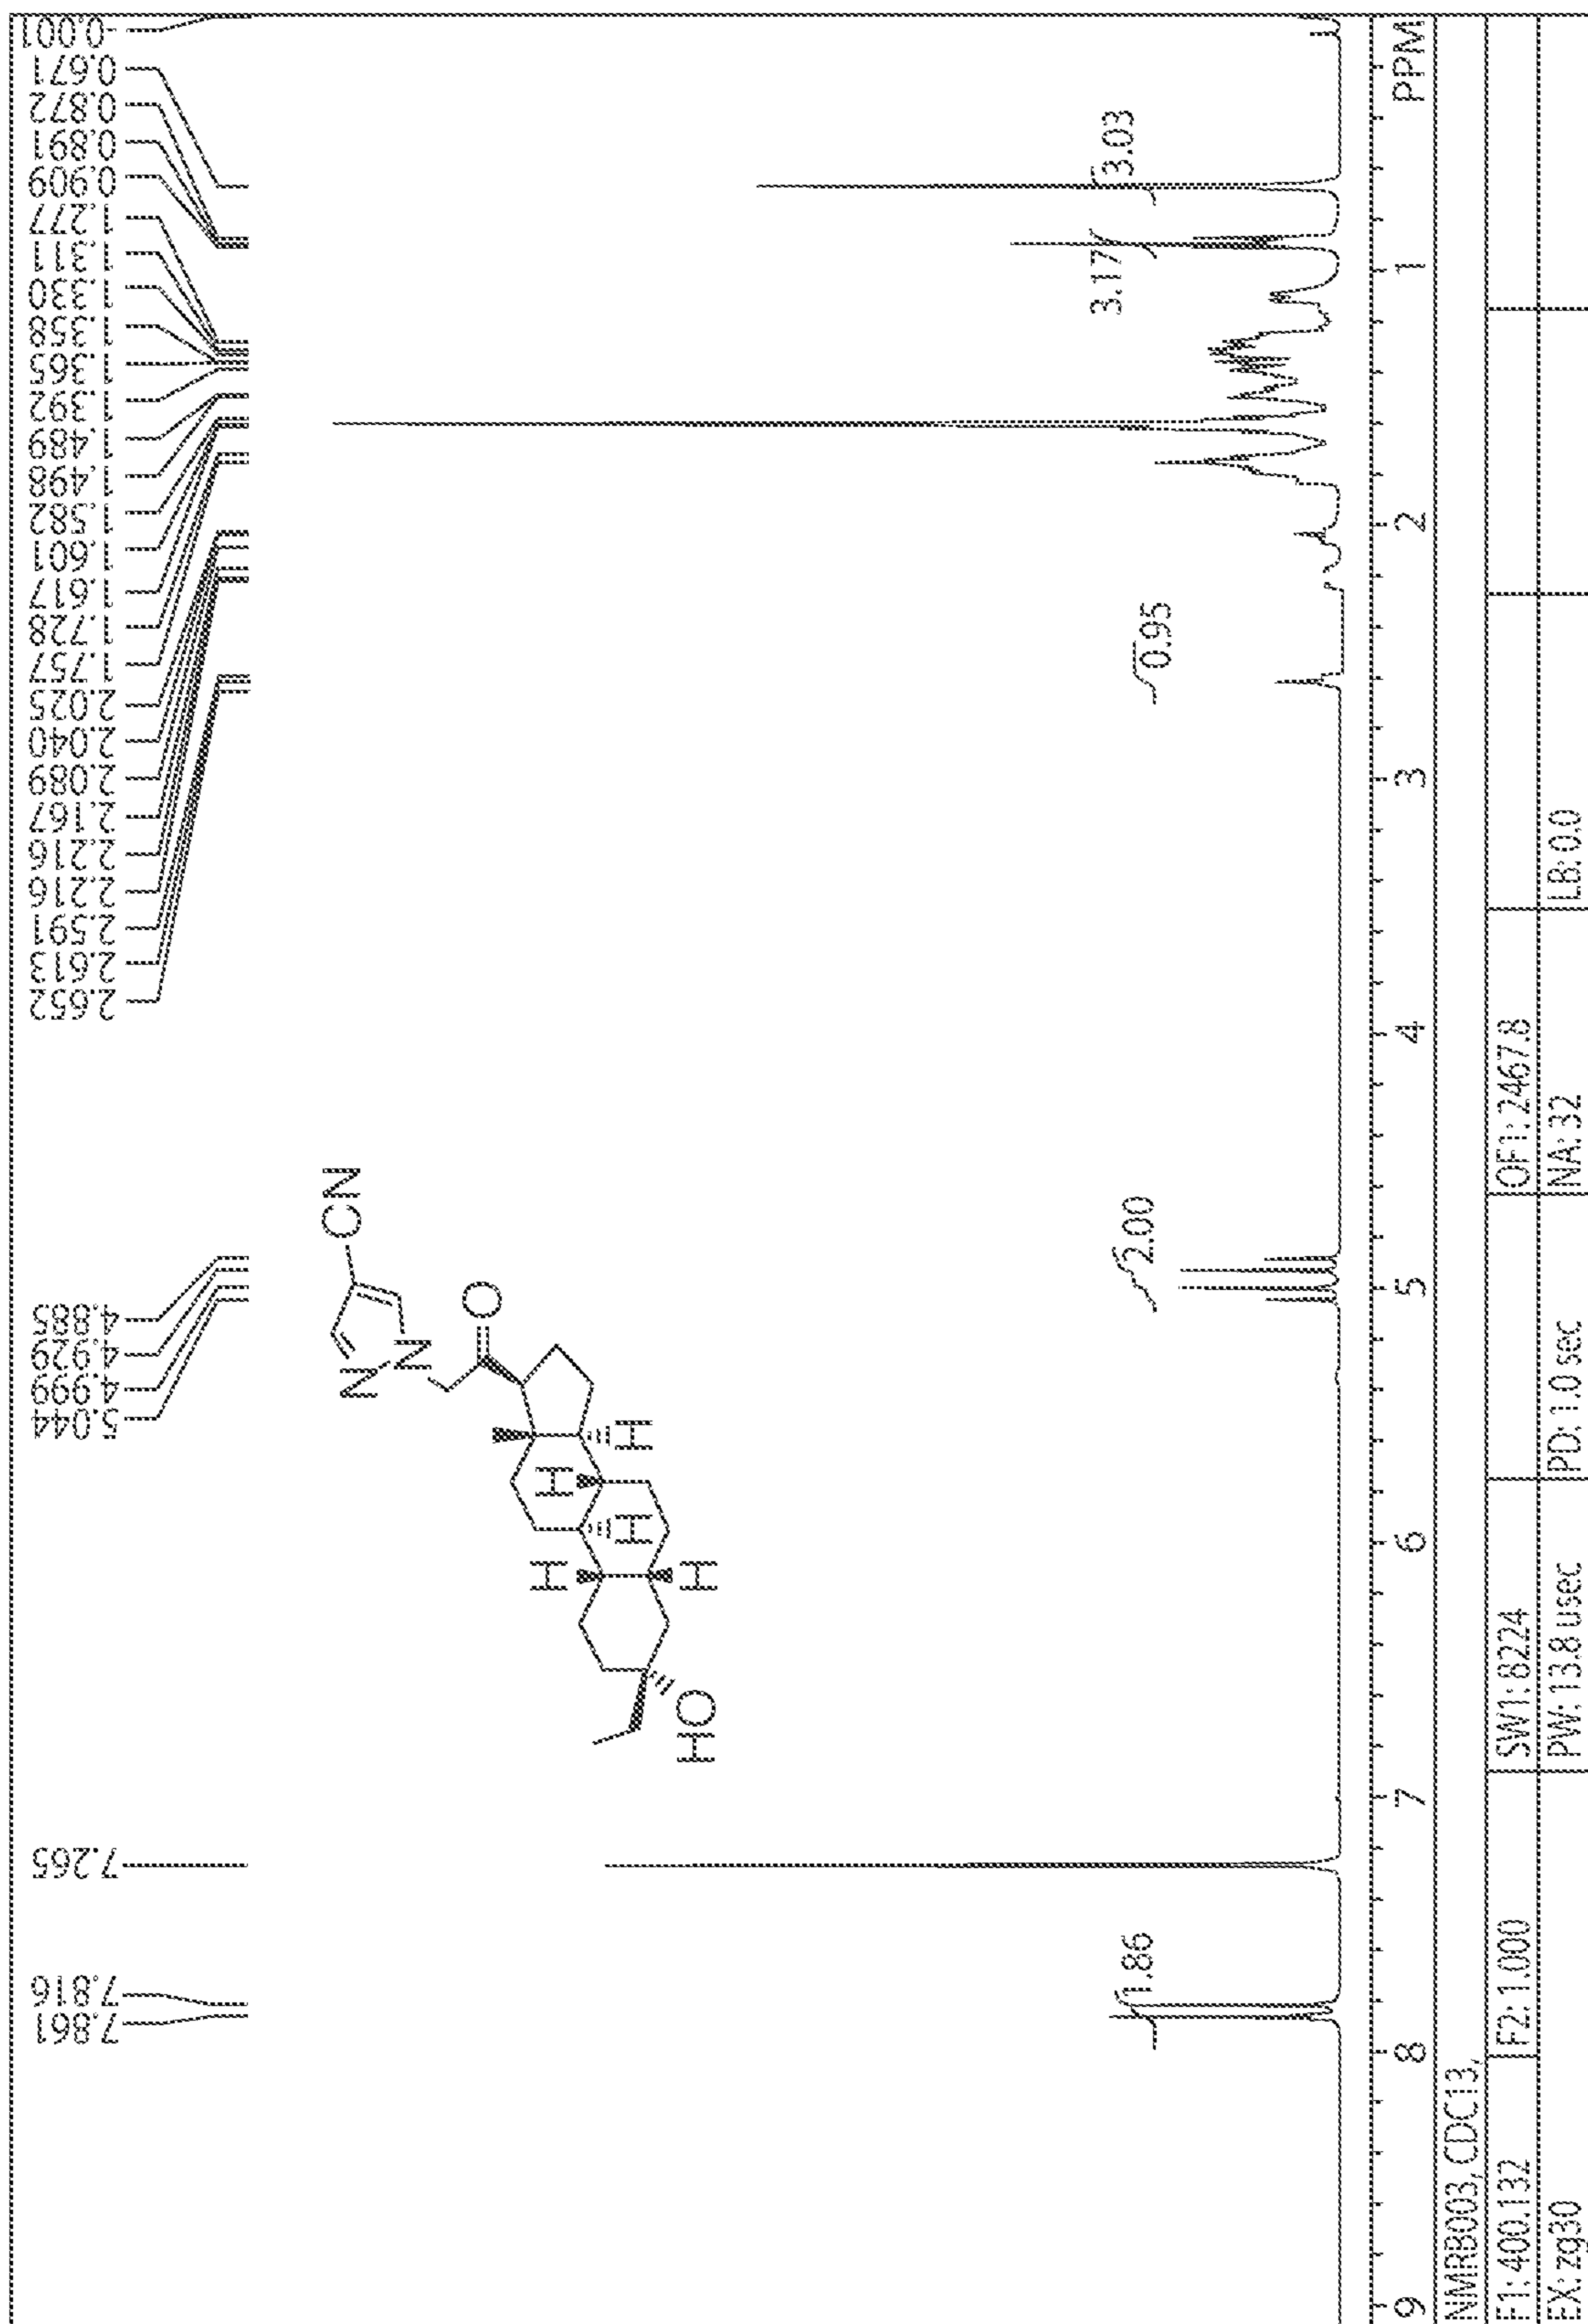 7.861
7.816
7.265
5.044
4.999
4.929
4.885
2.652
2.613
2.591
2.216
2.216
2.167
2.089
2.040
2.025
1.757
1.728
1.617
1.601
1.582
1.498
1.489
1.392
1.365
1.358
1.330
1.311
1.277
0.909
0.891
0.872
0.671
-0.001
CN
N
N
O
H
H
H
H
H
HO
1.86
2.00
0.95
3.17
3.03
9 8 7 6 5 4 3 2 1 PPM
NMRB003, CDC13,
F1: 400.132 F2: 1.000 SW1: 8224 OF1: 2467.8
EX: zg30 PW: 13.8 usec PD: 1.0 sec NA: 32 LB: 0.0